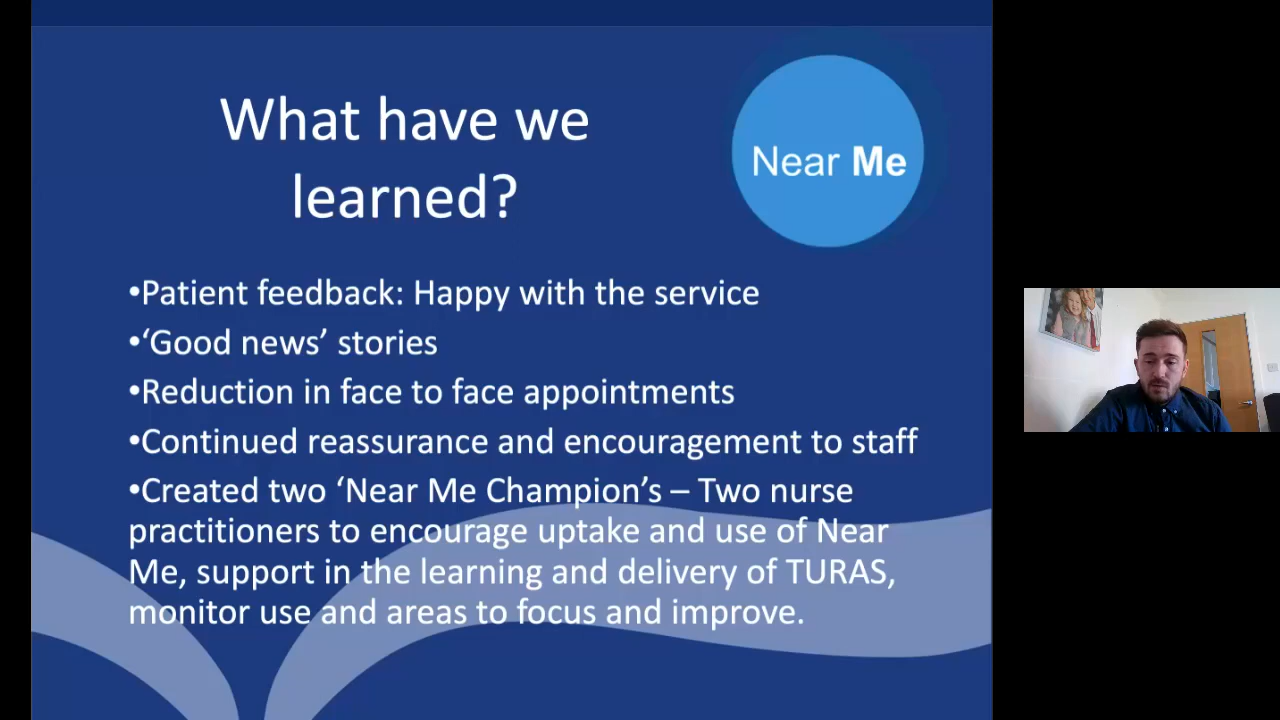 What have we
learned?
Near Me
•Patient feedback: Happy with the service
•‘Good news’ stories
•Reduction in face to face appointments
•Continued reassurance and encouragement to staff
•Created two ‘Near Me Champion’s – Two nurse
practitioners to encourage uptake and use of Near
Me, support in the learning and delivery of TURAS,
monitor use and areas to focus and improve.